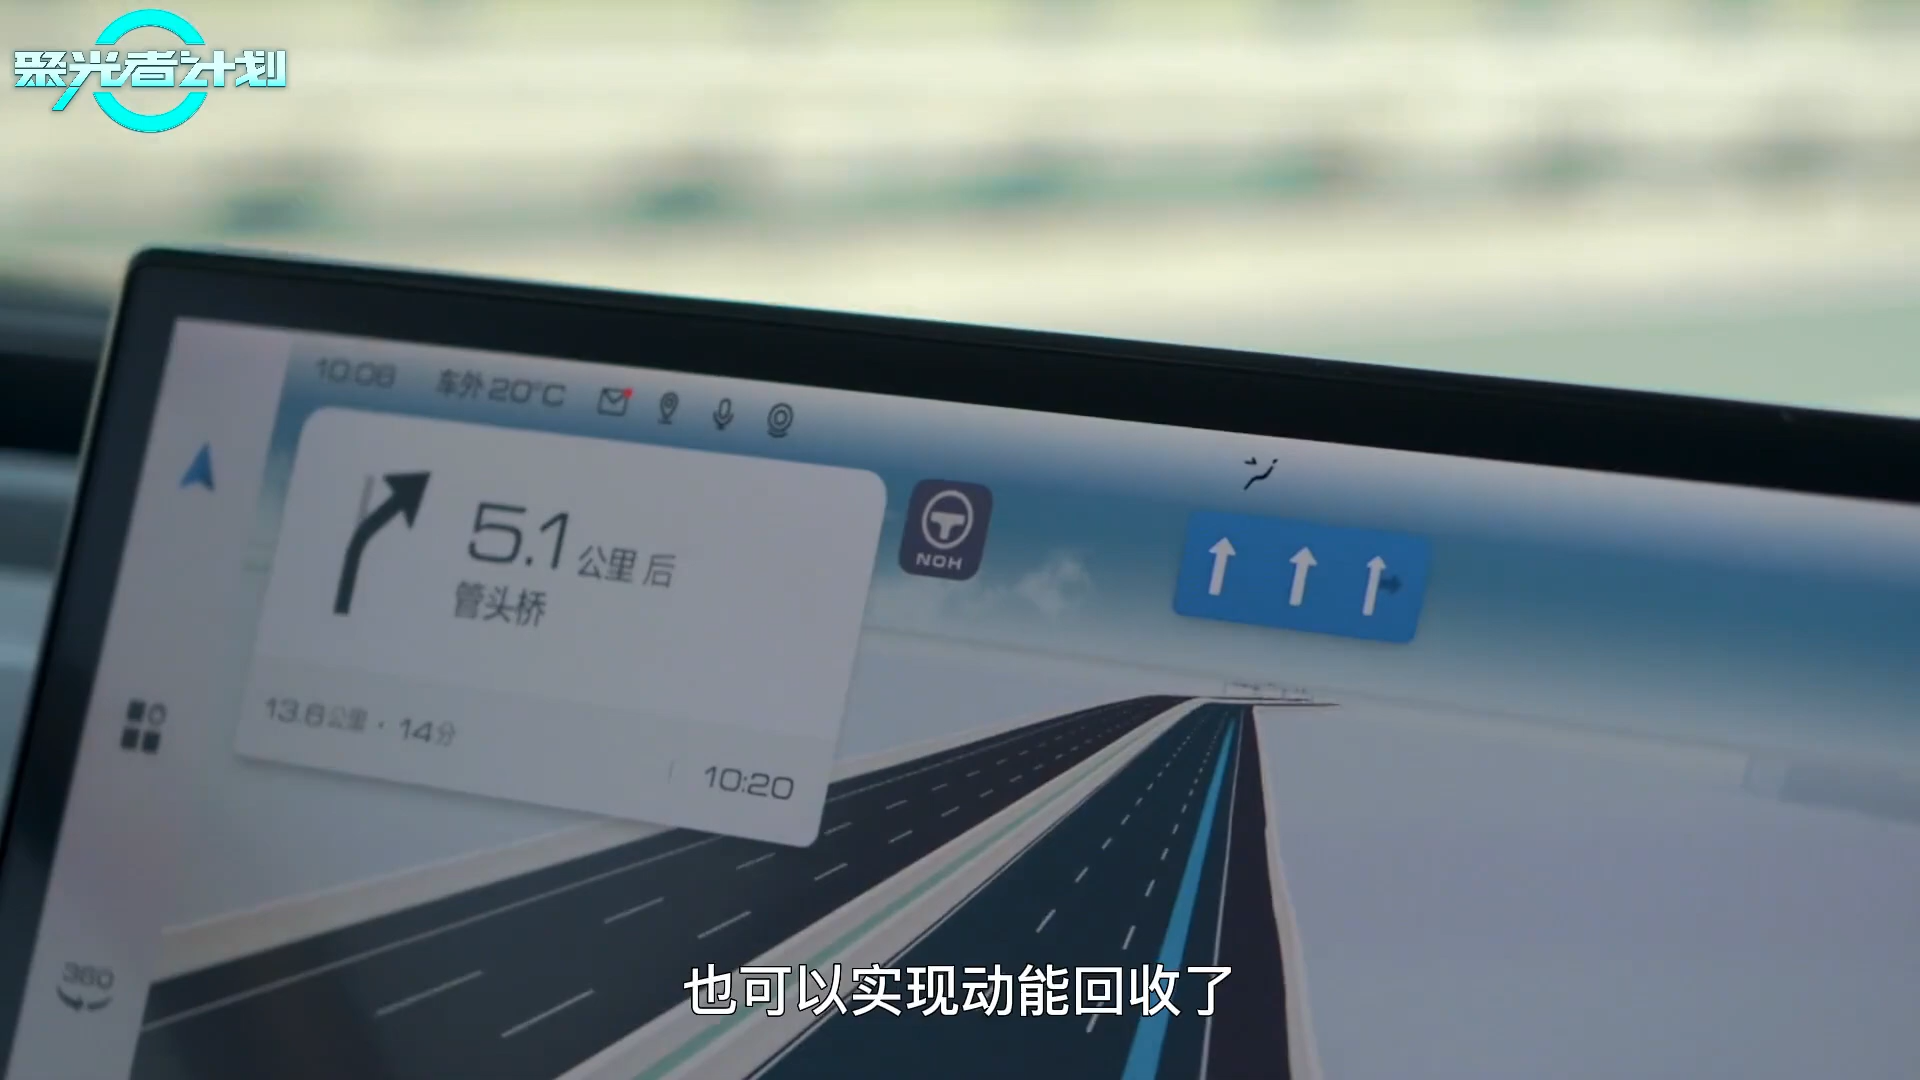 聚光者计划
10:06 车外20°C
5.1公里后
管头桥
NOH
13.6公里·14分
10:20
360
也可以实现动能回收了